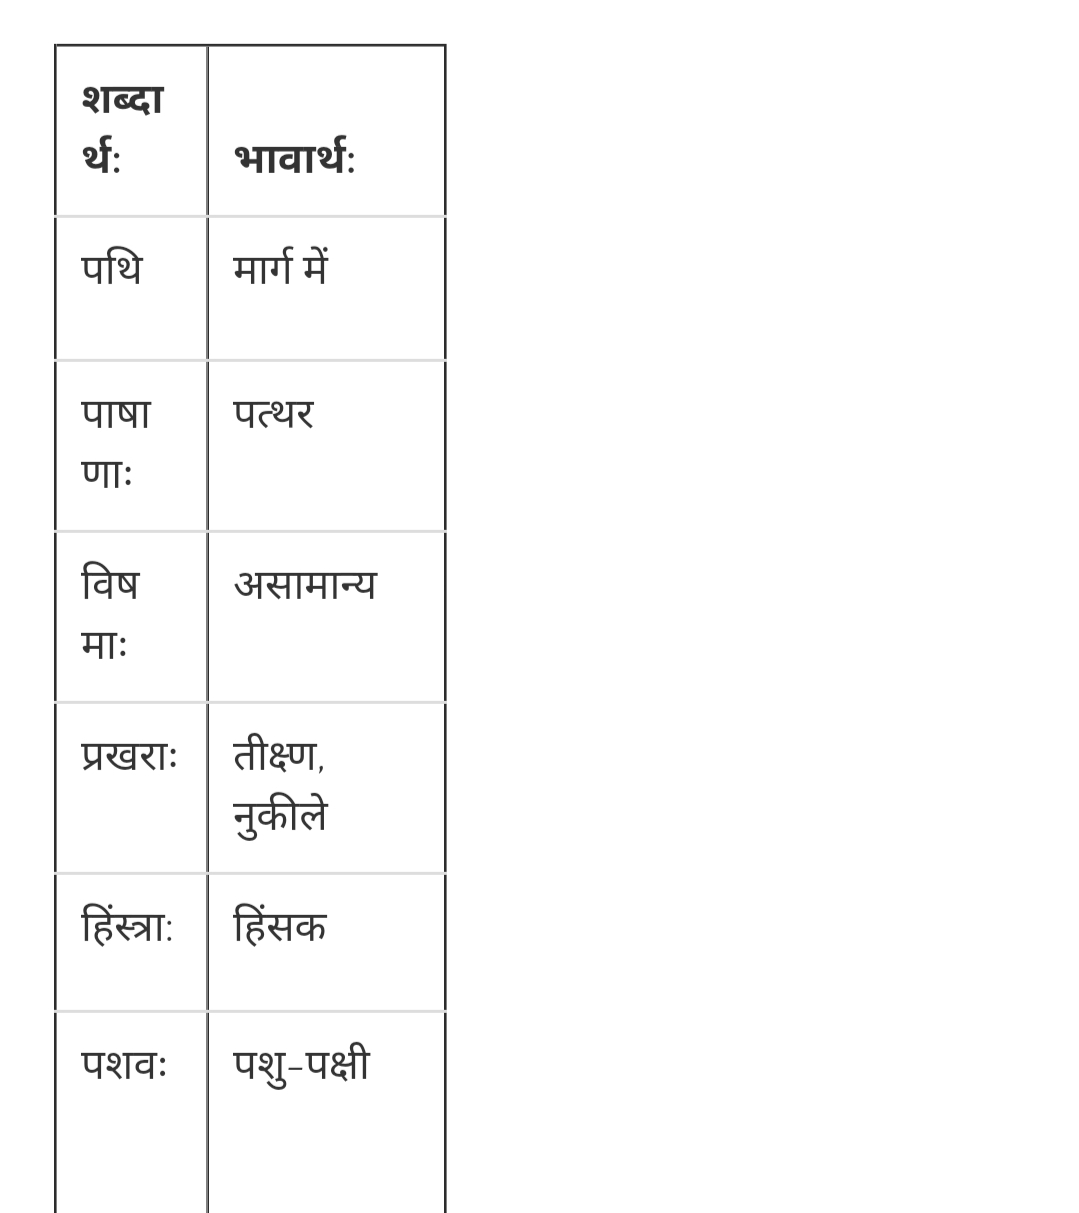 शब्दा
र्थ: भावार्थ:
पथि मार्ग में
पाषा पत्थर
णाः
विष असामान्य
माः
प्रखराः तीक्ष्ण,
नुकीले
हिंस्त्रा: हिंसक
पशवः पशु-पक्षी